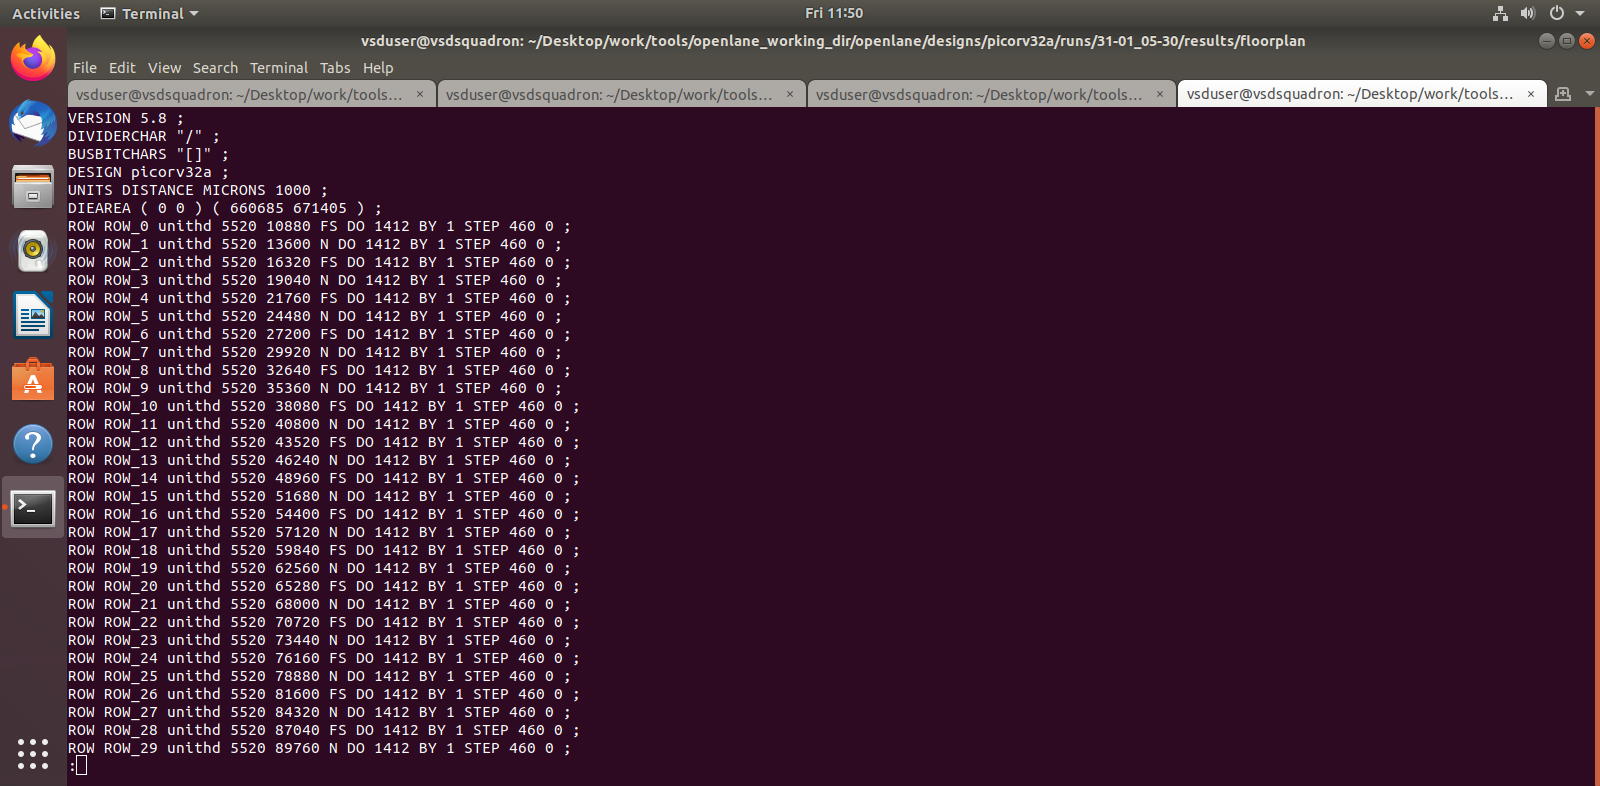 Activities Terminal Fri 11:50
vsduser@vsdsquadron: ~/Desktop/work/tools/openlane_working_dir/openlane/designs/picorv32a/runs/31-01_05-30/results/floorplan
File Edit View Search Terminal Tabs Help
vsduser@vsdsquadron: ~/Desktop/work/tools... × vsduser@vsdsquadron: ~/Desktop/work/tools... × vsduser@vsdsquadron: ~/Desktop/work/tools... × vsduser@vsdsquadron: ~/Desktop/work/tools... ×
VERSION 5.8 ;
DIVIDERCHAR "/" ;
BUSBITCHARS "[]" ;
DESIGN picorv32a ;
UNITS DISTANCE MICRONS 1000 ;
DIEAREA ( 0 0 ) ( 660685 671405 ) ;
ROW ROW_0 unithd 5520 10880 FS DO 1412 BY 1 STEP 460 0 ;
ROW ROW_1 unithd 5520 13600 N DO 1412 BY 1 STEP 460 0 ;
ROW ROW_2 unithd 5520 16320 FS DO 1412 BY 1 STEP 460 0 ;
ROW ROW_3 unithd 5520 19040 N DO 1412 BY 1 STEP 460 0 ;
ROW ROW_4 unithd 5520 21760 FS DO 1412 BY 1 STEP 460 0 ;
ROW ROW_5 unithd 5520 24480 N DO 1412 BY 1 STEP 460 0 ;
ROW ROW_6 unithd 5520 27200 FS DO 1412 BY 1 STEP 460 0 ;
ROW ROW_7 unithd 5520 29920 N DO 1412 BY 1 STEP 460 0 ;
ROW ROW_8 unithd 5520 32640 FS DO 1412 BY 1 STEP 460 0 ;
ROW ROW_9 unithd 5520 35360 N DO 1412 BY 1 STEP 460 0 ;
ROW ROW_10 unithd 5520 38080 FS DO 1412 BY 1 STEP 460 0 ;
ROW ROW_11 unithd 5520 40800 N DO 1412 BY 1 STEP 460 0 ;
ROW ROW_12 unithd 5520 43520 FS DO 1412 BY 1 STEP 460 0 ;
ROW ROW_13 unithd 5520 46240 N DO 1412 BY 1 STEP 460 0 ;
ROW ROW_14 unithd 5520 48960 FS DO 1412 BY 1 STEP 460 0 ;
ROW ROW_15 unithd 5520 51680 N DO 1412 BY 1 STEP 460 0 ;
ROW ROW_16 unithd 5520 54400 FS DO 1412 BY 1 STEP 460 0 ;
ROW ROW_17 unithd 5520 57120 N DO 1412 BY 1 STEP 460 0 ;
ROW ROW_18 unithd 5520 59840 FS DO 1412 BY 1 STEP 460 0 ;
ROW ROW_19 unithd 5520 62560 N DO 1412 BY 1 STEP 460 0 ;
ROW ROW_20 unithd 5520 65280 FS DO 1412 BY 1 STEP 460 0 ;
ROW ROW_21 unithd 5520 68000 N DO 1412 BY 1 STEP 460 0 ;
ROW ROW_22 unithd 5520 70720 FS DO 1412 BY 1 STEP 460 0 ;
ROW ROW_23 unithd 5520 73440 N DO 1412 BY 1 STEP 460 0 ;
ROW ROW_24 unithd 5520 76160 FS DO 1412 BY 1 STEP 460 0 ;
ROW ROW_25 unithd 5520 78880 N DO 1412 BY 1 STEP 460 0 ;
ROW ROW_26 unithd 5520 81600 FS DO 1412 BY 1 STEP 460 0 ;
ROW ROW_27 unithd 5520 84320 N DO 1412 BY 1 STEP 460 0 ;
ROW ROW_28 unithd 5520 87040 FS DO 1412 BY 1 STEP 460 0 ;
ROW ROW_29 unithd 5520 89760 N DO 1412 BY 1 STEP 460 0 ;
: